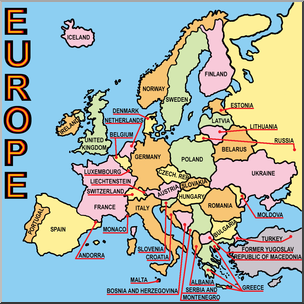 EUROPE
ICELAND
FINLAND
NORWAY
SWEDEN
ESTONIA
DENMARK
NETHERLANDS
LATVIA
LITHUANIA
IRELAND
UNITED
KINGDOM
BELGIUM
RUSSIA
BELARUS
GERMANY
POLAND
LUXEMBOURG
LIECHTENSTEIN
SWITZERLAND
CZECH. REP.
SLOVAKIA
UKRAINE
AUSTRIA
HUNGARY
FRANCE
ITALY
ROMANIA
MOLDOVA
PORTUGAL
SPAIN
MONACO
ANDORRA
SLOVENIA
CROATIA
BULGARIA
TURKEY
FORMER YUGOSLAV
REPUBLIC OF MACEDONIA
MALTA
BOSNIA AND HERZEGOVINA
ALBANIA
SERBIA AND
MONTENEGRO
GREECE